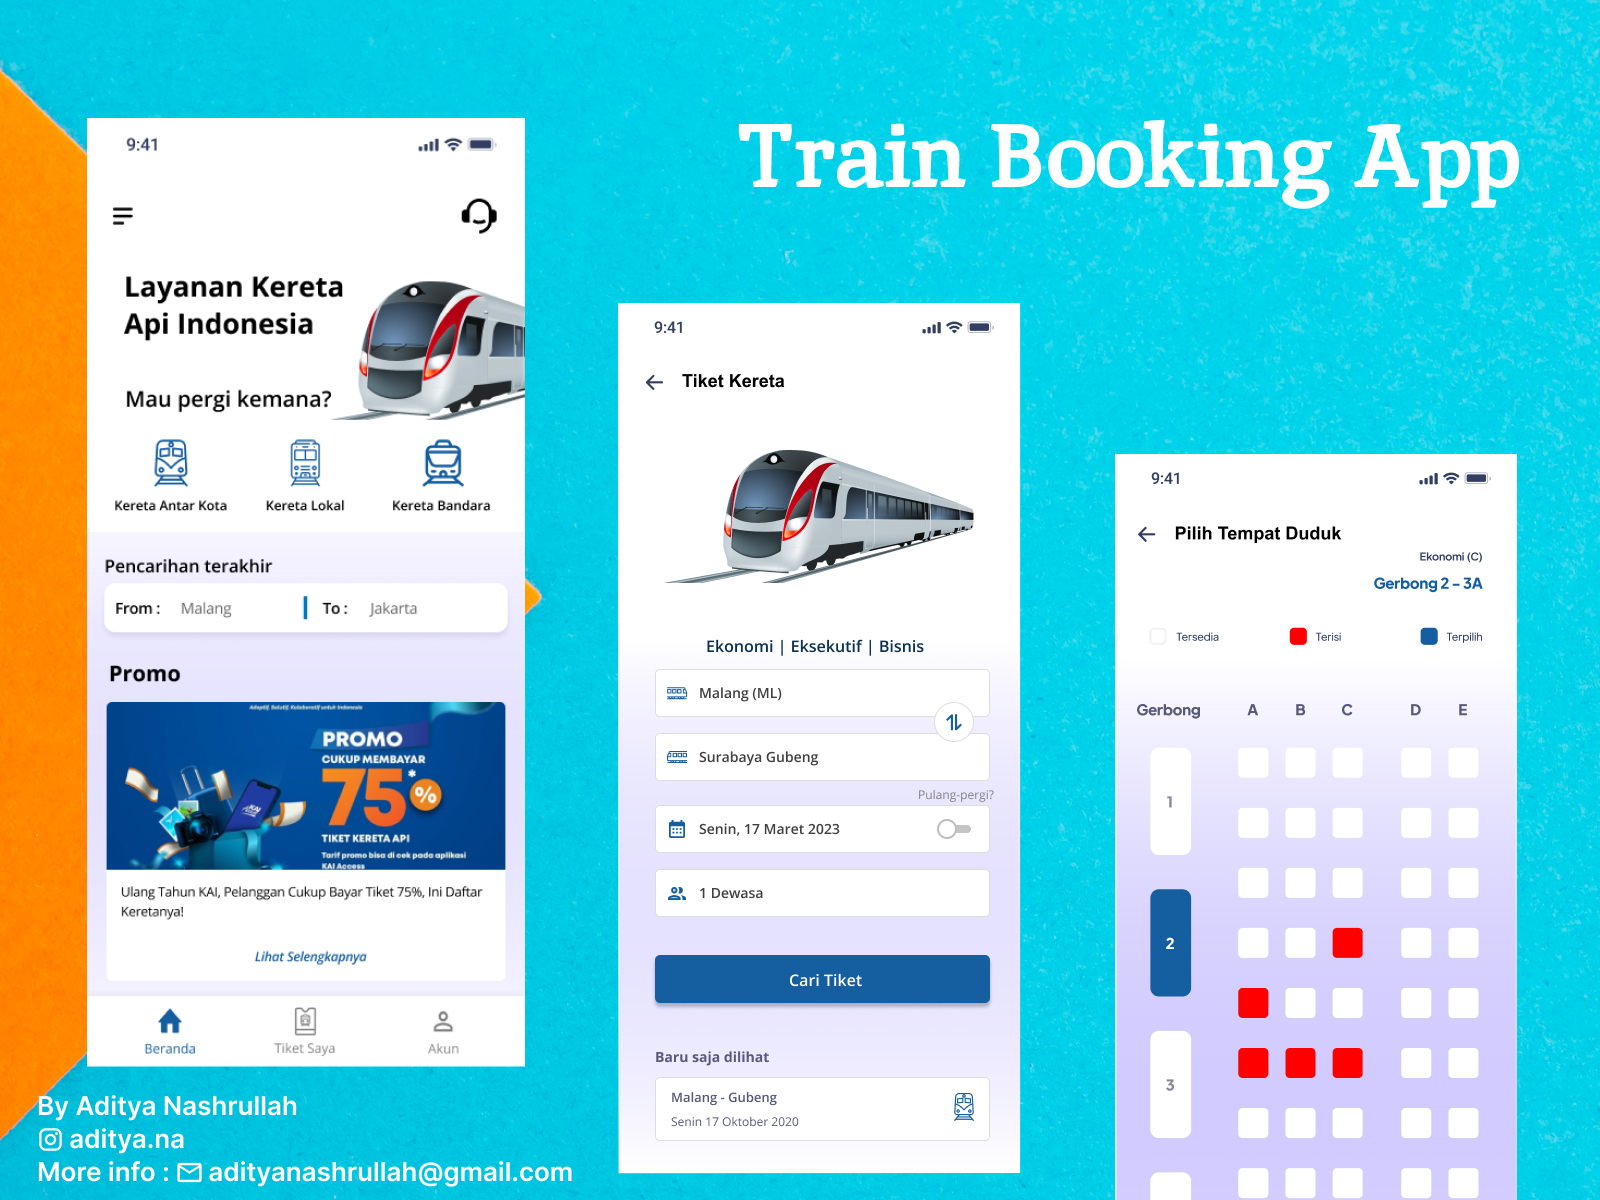 Train Booking App
9:41
Layanan Kereta
Api Indonesia
Mau pergi kemana?
Kereta Antar Kota
Kereta Lokal
Kereta Bandara
Pencarihan terakhir
From : Malang
To : Jakarta
Promo
Adaptif, Solutif, Kolaboratif untuk Indonesia
PROMO
CUKUP MEMBAYAR
75*%
TIKET KERETA API
Tarif promo bisa di cek pada aplikasi
KAI Access
KAI
Ulang Tahun KAI, Pelanggan Cukup Bayar Tiket 75%, Ini Daftar
Keretanya!
Lihat Selengkapnya
Beranda
Tiket Saya
Akun
By Aditya Nashrullah
aditya.na
More info : adityanashrullah@gmail.com
9:41
Tiket Kereta
Ekonomi | Eksekutif | Bisnis
Malang (ML)
Surabaya Gubeng
Pulang-pergi?
Senin, 17 Maret 2023
1 Dewasa
Cari Tiket
Baru saja dilihat
Malang - Gubeng
Senin 17 Oktober 2020
9:41
Pilih Tempat Duduk
Ekonomi (C)
Gerbong 2 – 3A
Tersedia
Terisi
Terpilih
Gerbong A B C D E
1
2
3